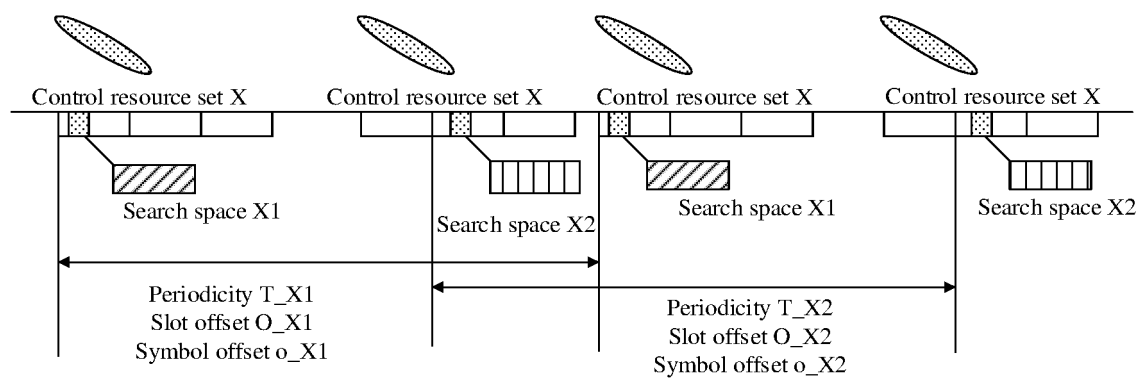 Control resource set X
Control resource set X
Control resource set X
Control resource set X
Search space X1
Search space X2
Search space X1
Search space X2
Periodicity T_X1
Slot offset O_X1
Symbol offset o_X1
Periodicity T_X2
Slot offset O_X2
Symbol offset o_X2